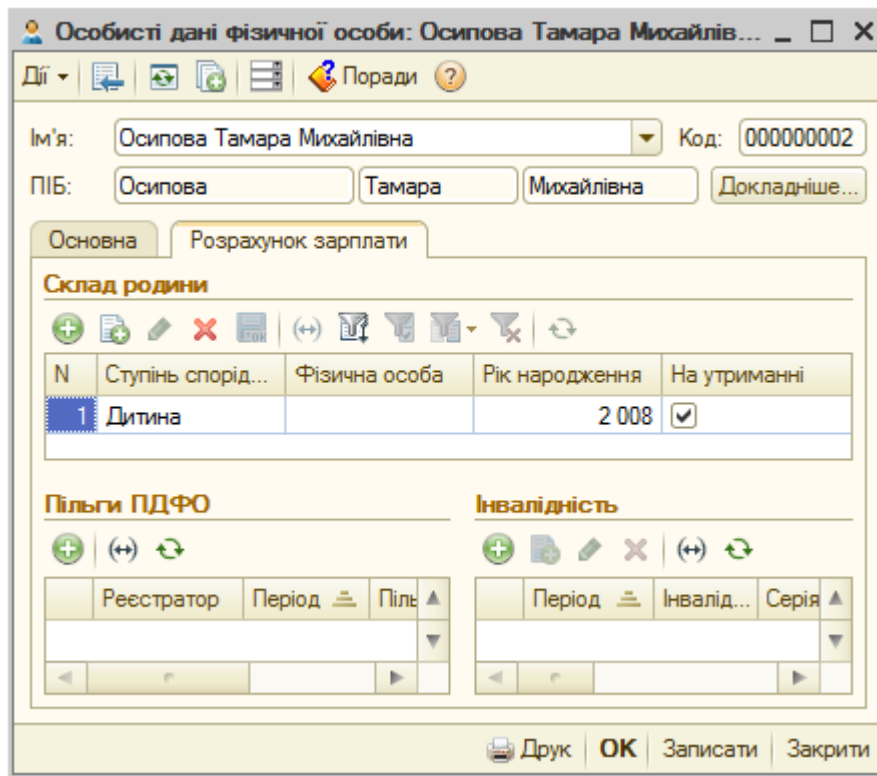 Особисті дані фізичної особи: Осипова Тамара Михайлів...
Дії
Поради
Ім'я: Осипова Тамара Михайлівна Код: 000000002
ПІБ: Осипова Тамара Михайлівна Докладніше...
Основна Розрахунок зарплати
Склад родини
N Ступінь спорід... Фізична особа Рік народження На утриманні
1 Дитина 2 008
Пільги ПДФО Інвалідність
Реєстратор Період Піль Період Інвалід... Серія
Друк OK Записати Закрити